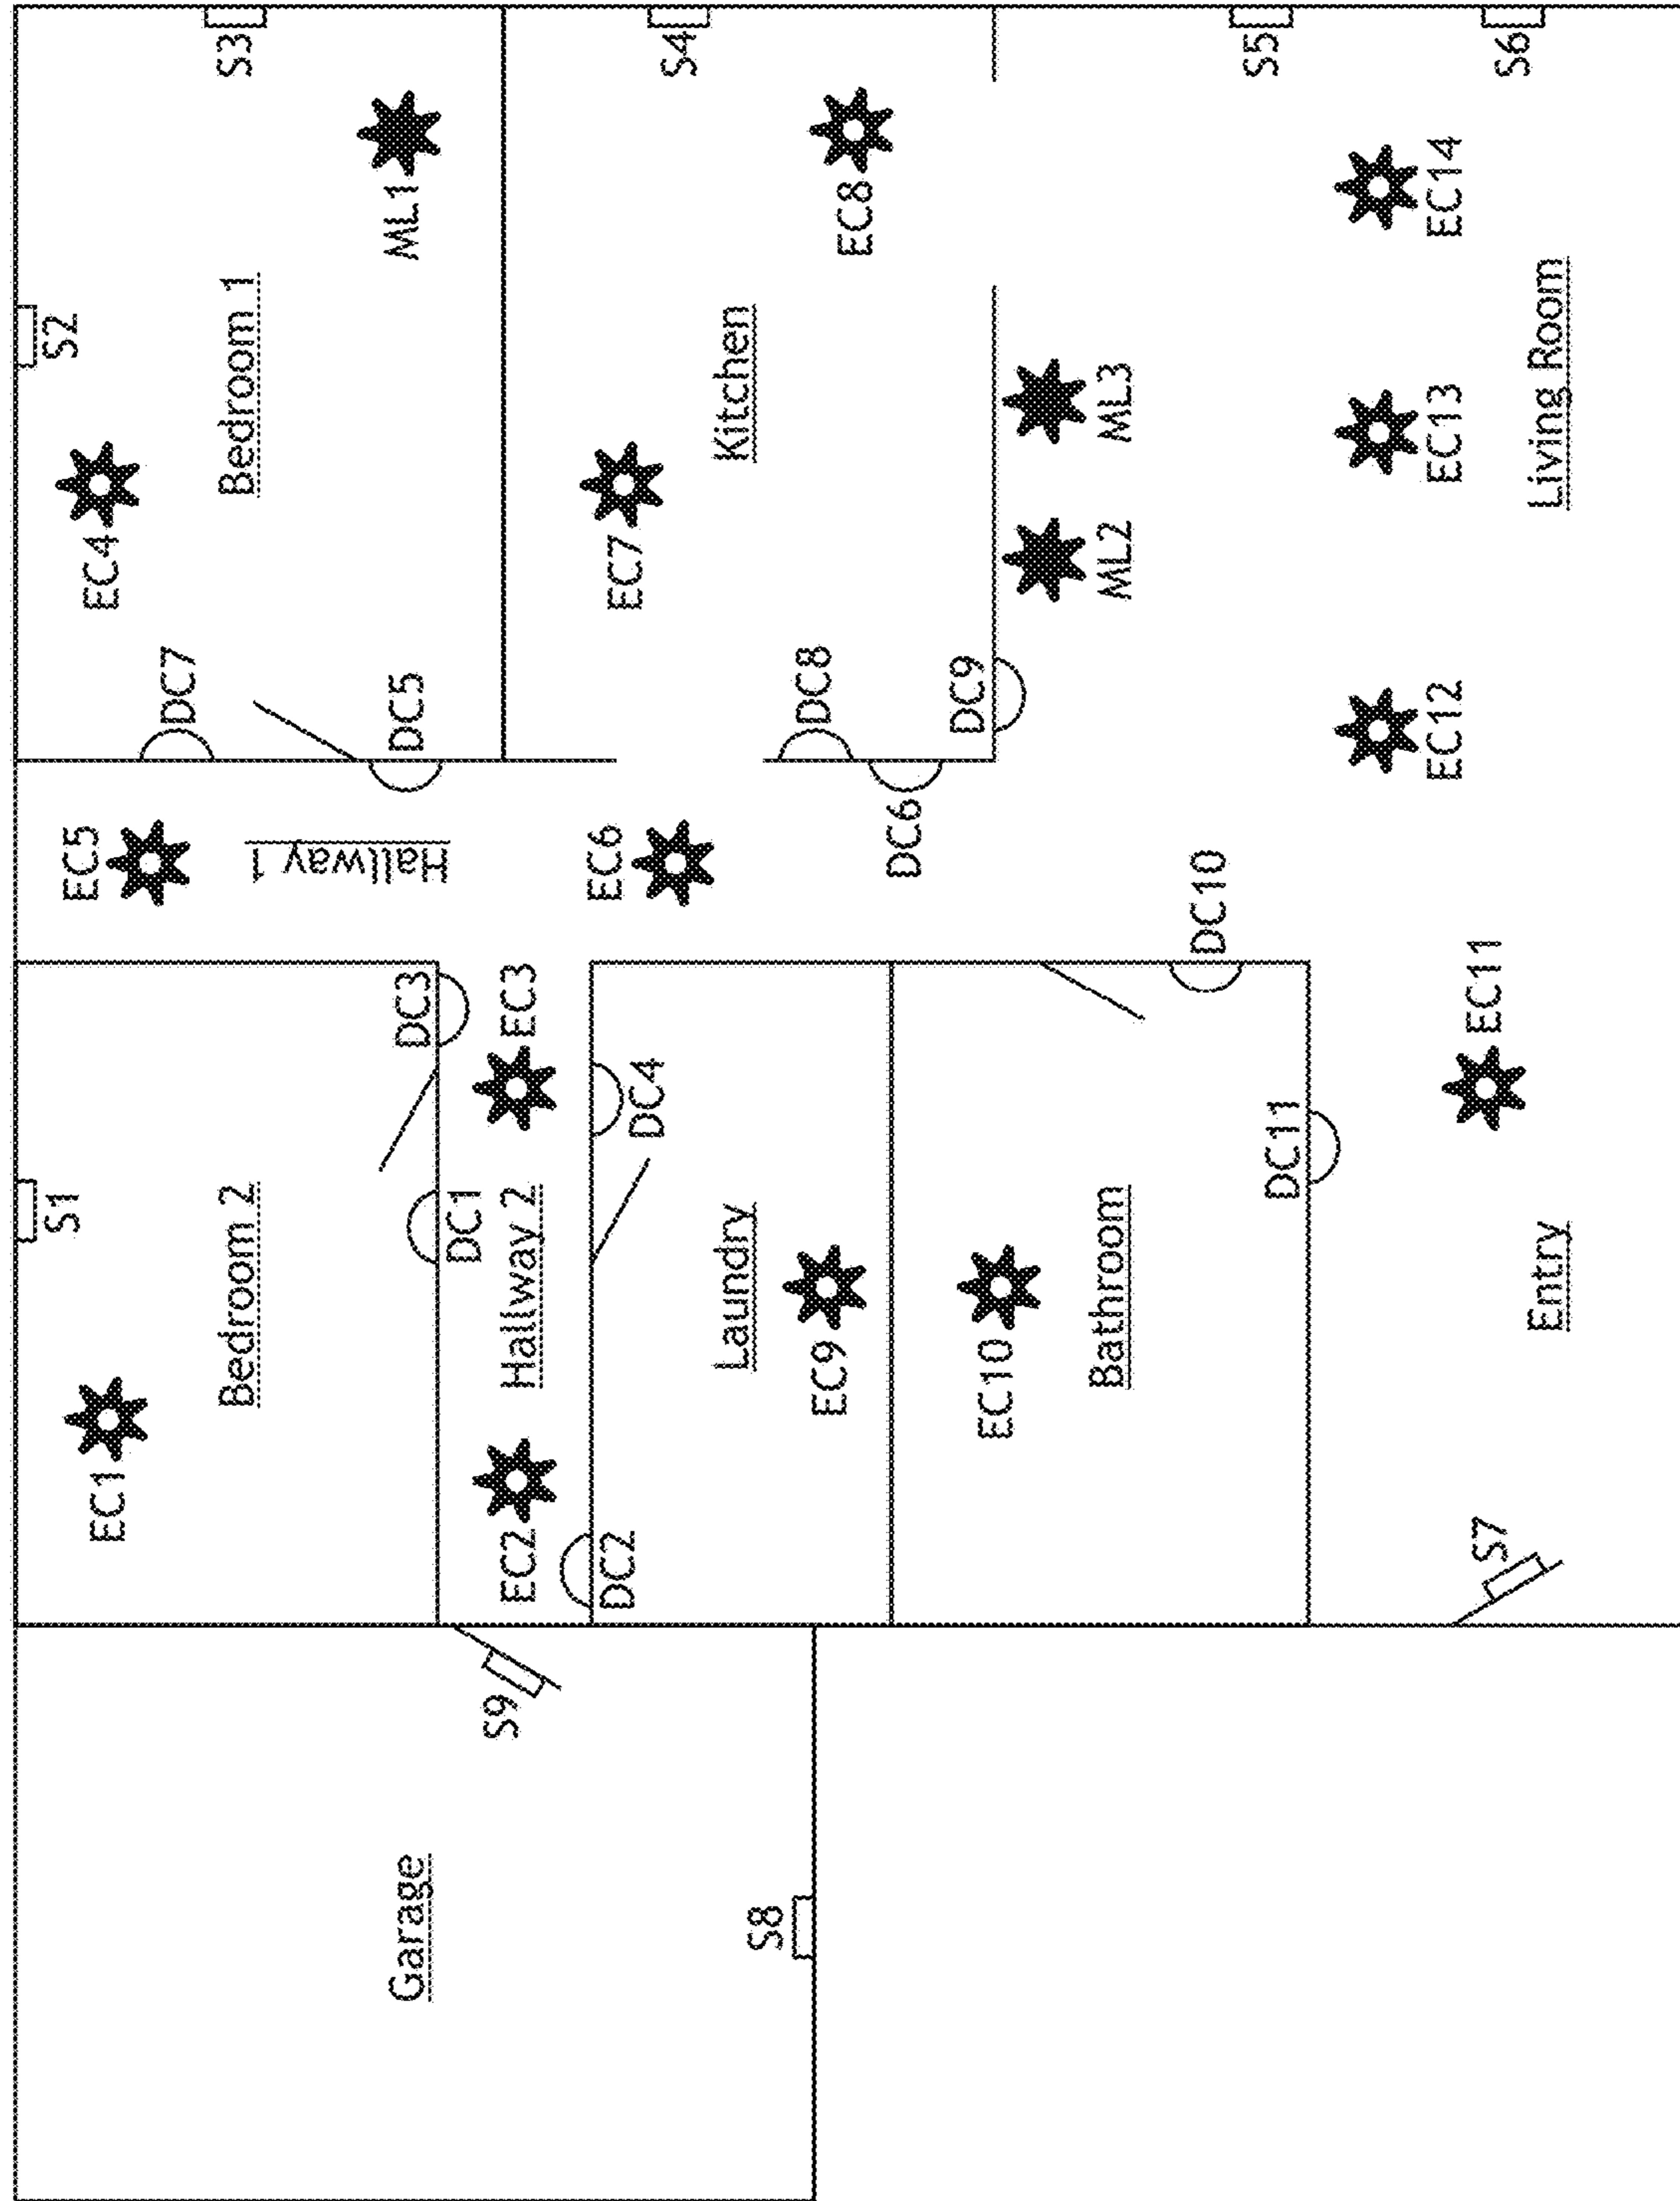 Garage
S9
S8
S1
EC1
Bedroom 2
DC3
DC1
EC2
Hallway 2
EC3
DC2
DC4
Laundry
EC9
EC10
Bathroom
DC10
DC11
EC11
Entry
S7
EC5
Hallway 1
EC6
DC6
S2
EC4
Bedroom 1
S3
ML1
DC7
DC5
EC7
Kitchen
S4
EC8
DC8
DC9
ML2
ML3
EC12
EC13
EC14
Living Room
S5
S6